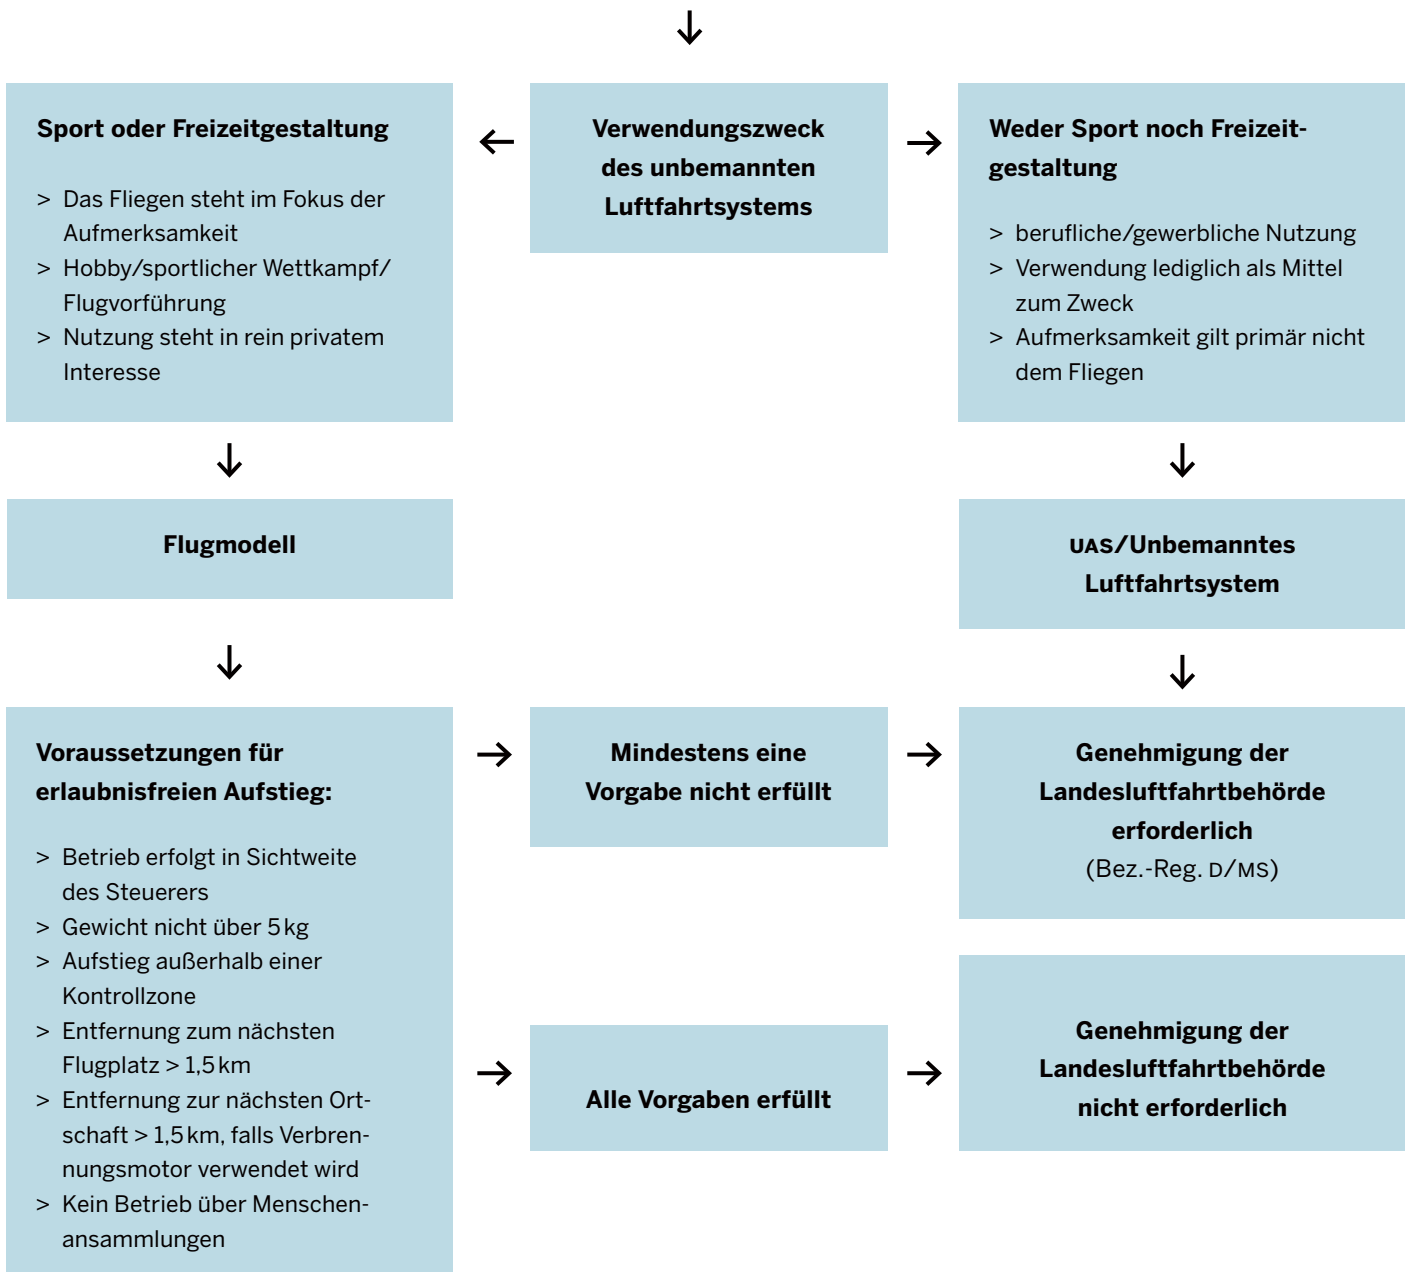 Sport oder Freizeitgestaltung
> Das Fliegen steht im Fokus der
Aufmerksamkeit
> Hobby/sportlicher Wettkampf/
Flugvorführung
> Nutzung steht in rein privatem
Interesse
Verwendungszweck
des unbemannten
Luftfahrtsystems
Weder Sport noch Freizeit-
gestaltung
> berufliche/gewerbliche Nutzung
> Verwendung lediglich als Mittel
zum Zweck
> Aufmerksamkeit gilt primär nicht
dem Fliegen
Flugmodell
UAS/Unbemanntes
Luftfahrtsystem
Voraussetzungen für
erlaubnisfreien Aufstieg:
> Betrieb erfolgt in Sichtweite
des Steuerers
> Gewicht nicht über 5 kg
> Aufstieg außerhalb einer
Kontrollzone
> Entfernung zum nächsten
Flugplatz > 1,5 km
> Entfernung zur nächsten Ort-
schaft > 1,5 km, falls Verbren-
nungsmotor verwendet wird
> Kein Betrieb über Menschen-
ansammlungen
Mindestens eine
Vorgabe nicht erfüllt
Genehmigung der
Landesluftfahrtbehörde
erforderlich
(Bez.-Reg. D/MS)
Alle Vorgaben erfüllt
Genehmigung der
Landesluftfahrtbehörde
nicht erforderlich